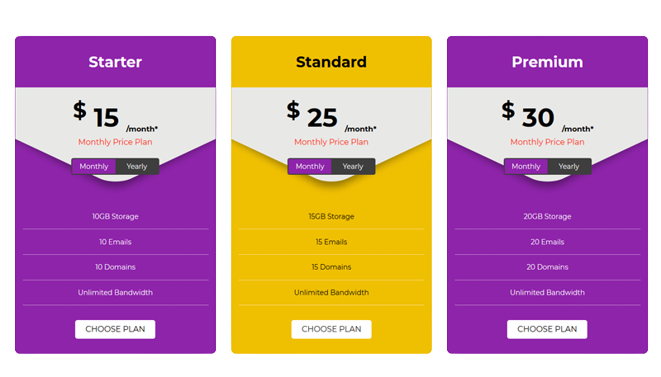 Starter
$ 15 /month*
Monthly Price Plan
Monthly Yearly
10GB Storage
10 Emails
10 Domains
Unlimited Bandwidth
CHOOSE PLAN
Standard
$ 25 /month*
Monthly Price Plan
Monthly Yearly
15GB Storage
15 Emails
15 Domains
Unlimited Bandwidth
CHOOSE PLAN
Premium
$ 30 /month*
Monthly Price Plan
Monthly Yearly
20GB Storage
20 Emails
20 Domains
Unlimited Bandwidth
CHOOSE PLAN